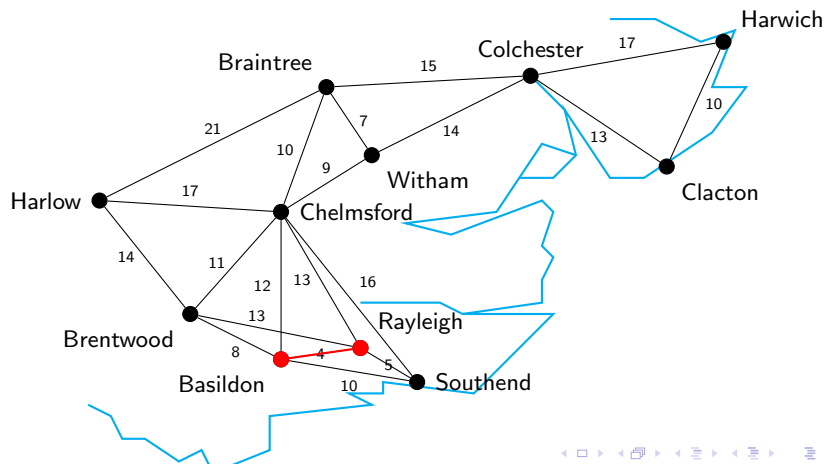 Harwich
17
Colchester
Braintree
15
10
7
14
13
21
10
9
Witham
Clacton
17
Harlow
Chelmsford
14
11
12
13
16
13
Rayleigh
Brentwood
8
4
5
Basildon
10
Southend